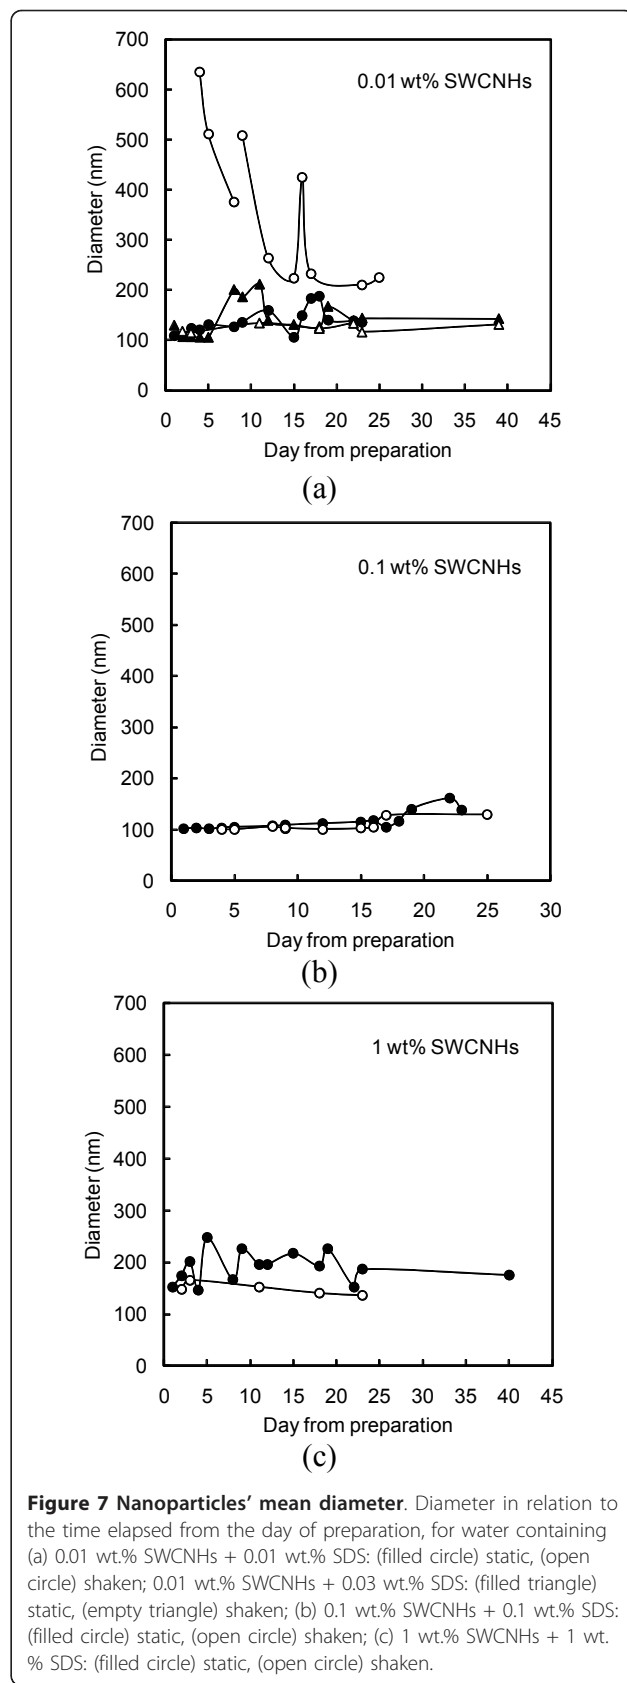 700
600
500
400
300
200
100
0
Diameter (nm)
0.01 wt% SWCNHs
0 5 10 15 20 25 30 35 40 45
Day from preparation
(a)
700
600
500
400
300
200
100
0
Diameter (nm)
0.1 wt% SWCNHs
0 5 10 15 20 25 30
Day from preparation
(b)
700
600
500
400
300
200
100
0
Diameter (nm)
1 wt% SWCNHs
0 5 10 15 20 25 30 35 40 45
Day from preparation
(c)
Figure 7 Nanoparticles’ mean diameter. Diameter in relation to
the time elapsed from the day of preparation, for water containing
(a) 0.01 wt.% SWCNHs + 0.01 wt.% SDS: (filled circle) static, (open
circle) shaken; 0.01 wt.% SWCNHs + 0.03 wt.% SDS: (filled triangle)
static, (empty triangle) shaken; (b) 0.1 wt.% SWCNHs + 0.1 wt.% SDS:
(filled circle) static, (open circle) shaken; (c) 1 wt.% SWCNHs + 1 wt.
% SDS: (filled circle) static, (open circle) shaken.